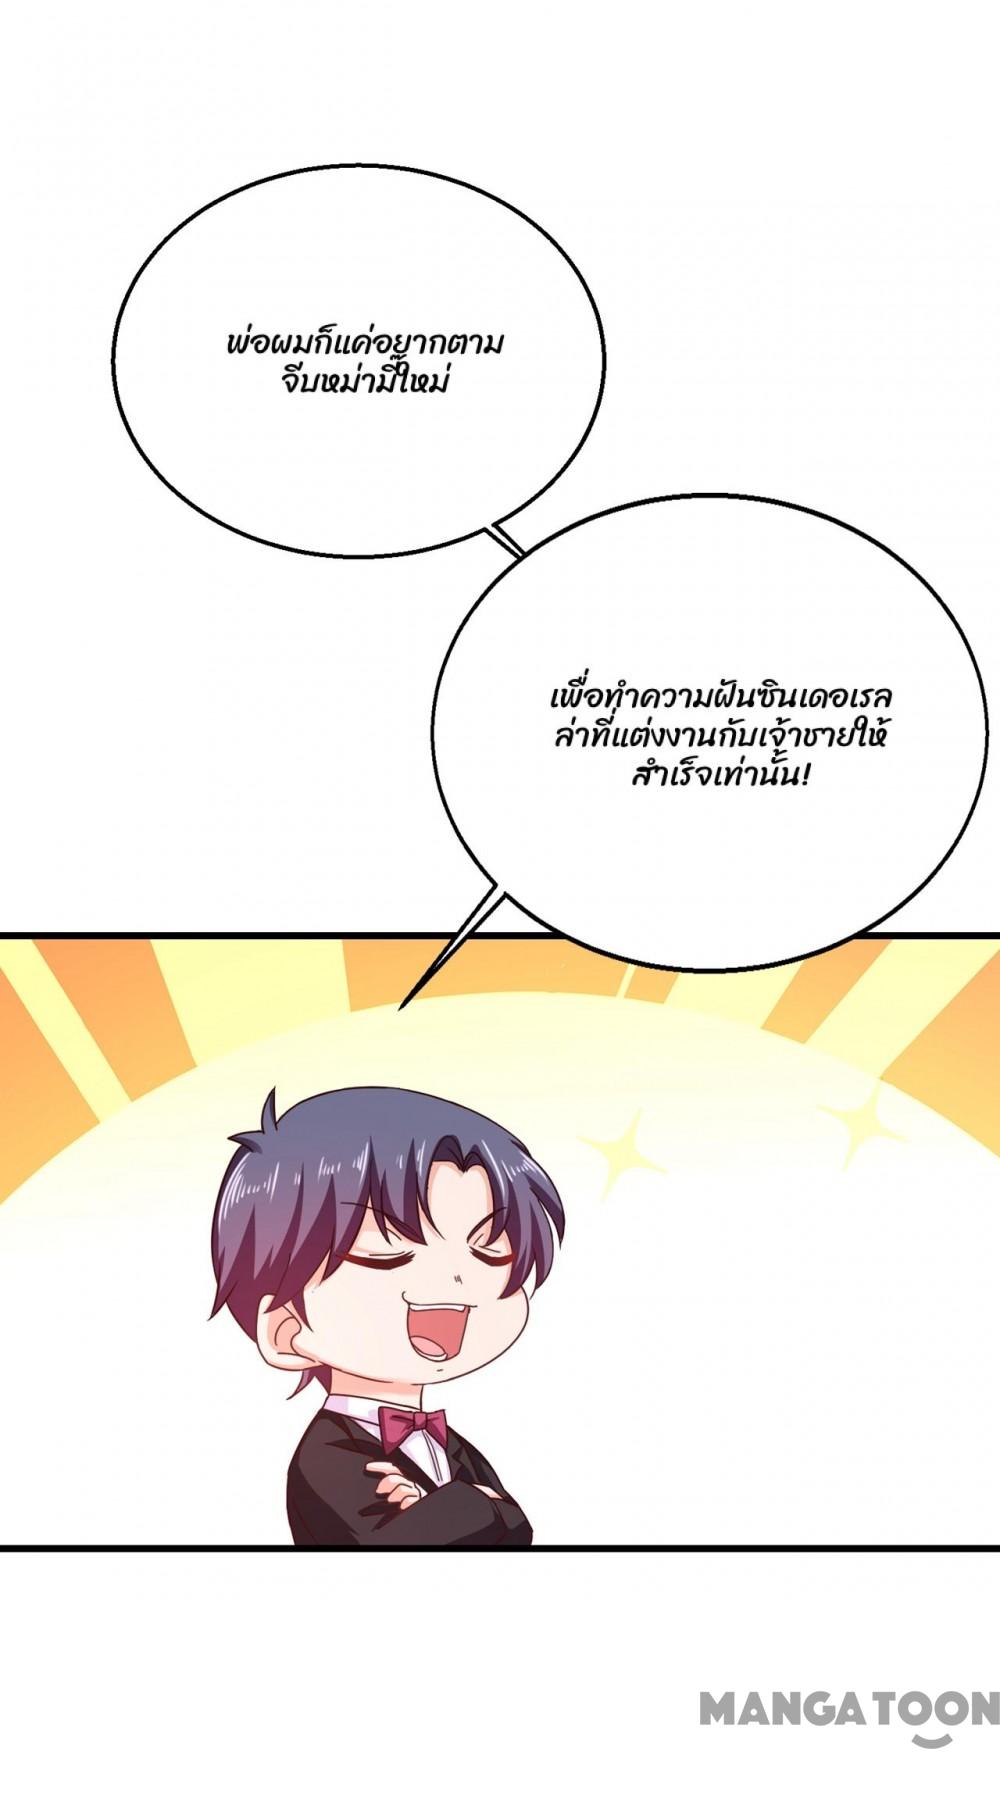 พ่อผมก็แค่อยากตาม
จีบหม่ามี๊ใหม่
เพื่อทำความฝันซินเดอเรล
ล่าที่แต่งงานกับเจ้าชายให้
สำเร็จเท่านั้น!
MANGATOON